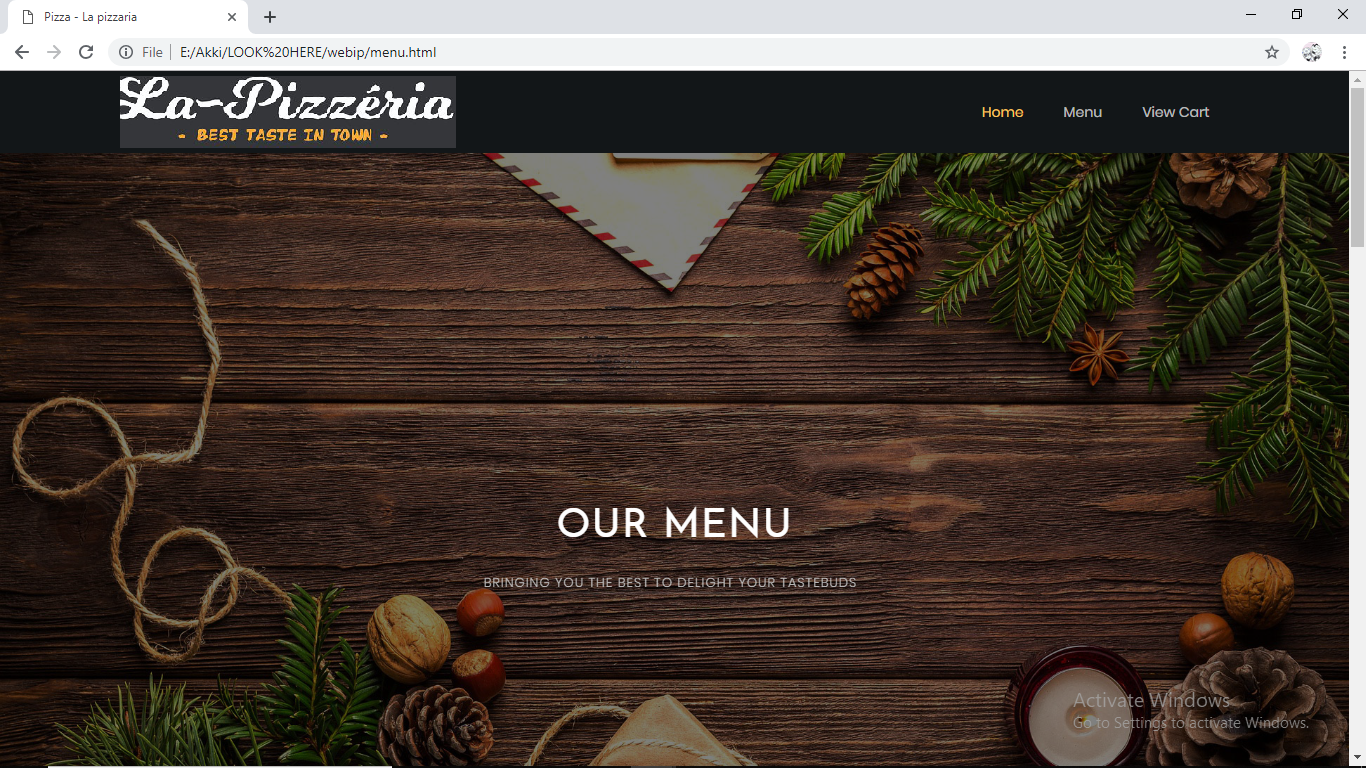 Pizza - La pizzaria
File E:/Akki/LOOK%20HERE/webip/menu.html
La-Pizzéria
- BEST TASTE IN TOWN -
Home Menu View Cart
OUR MENU
BRINGING YOU THE BEST TO DELIGHT YOUR TASTEBUDS
Activate Windows
Go to Settings to activate Windows.